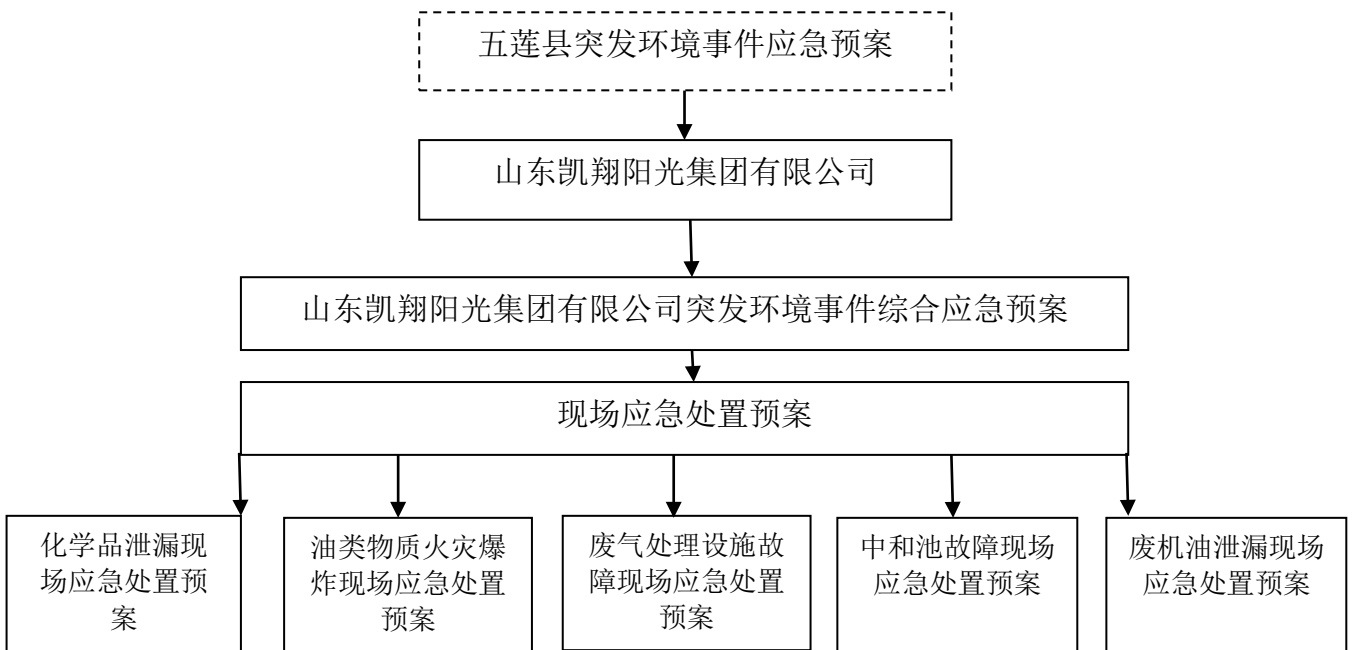 五莲县突发环境事件应急预案
山东凯翔阳光集团有限公司
山东凯翔阳光集团有限公司突发环境事件综合应急预案
现场应急处置预案
化学品泄漏现
场应急处置预
案
油类物质火灾爆
炸现场应急处置
预案
废气处理设施故
障现场应急处置
预案
中和池故障现场
应急处置预案
废机油泄漏现场
应急处置预案